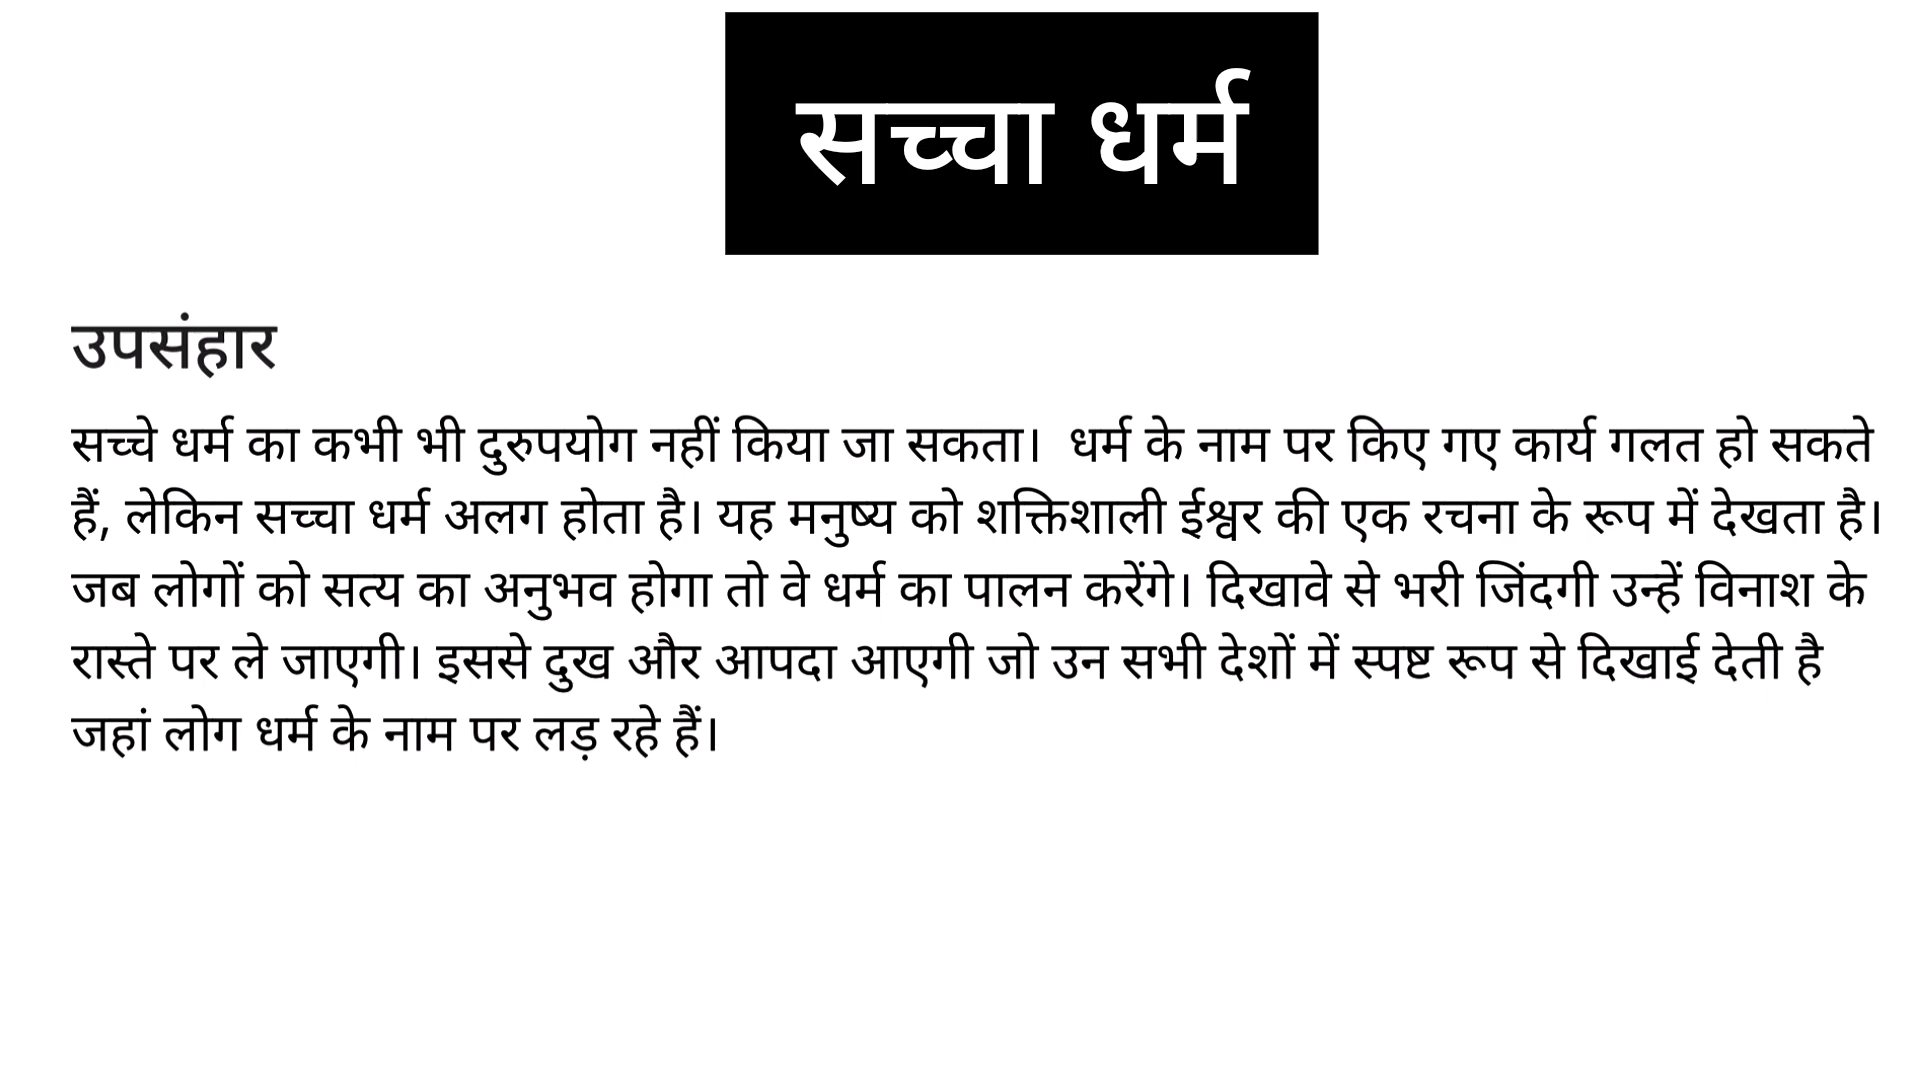 सच्चा धर्म
उपसंहार
सच्चे धर्म का कभी भी दुरुपयोग नहीं किया जा सकता।  धर्म के नाम पर किए गए कार्य गलत हो सकते
हैं, लेकिन सच्चा धर्म अलग होता है। यह मनुष्य को शक्तिशाली ईश्वर की एक रचना के रूप में देखता है।
जब लोगों को सत्य का अनुभव होगा तो वे धर्म का पालन करेंगे। दिखावे से भरी जिंदगी उन्हें विनाश के
रास्ते पर ले जाएगी। इससे दुख और आपदा आएगी जो उन सभी देशों में स्पष्ट रूप से दिखाई देती है
जहां लोग धर्म के नाम पर लड़ रहे हैं।